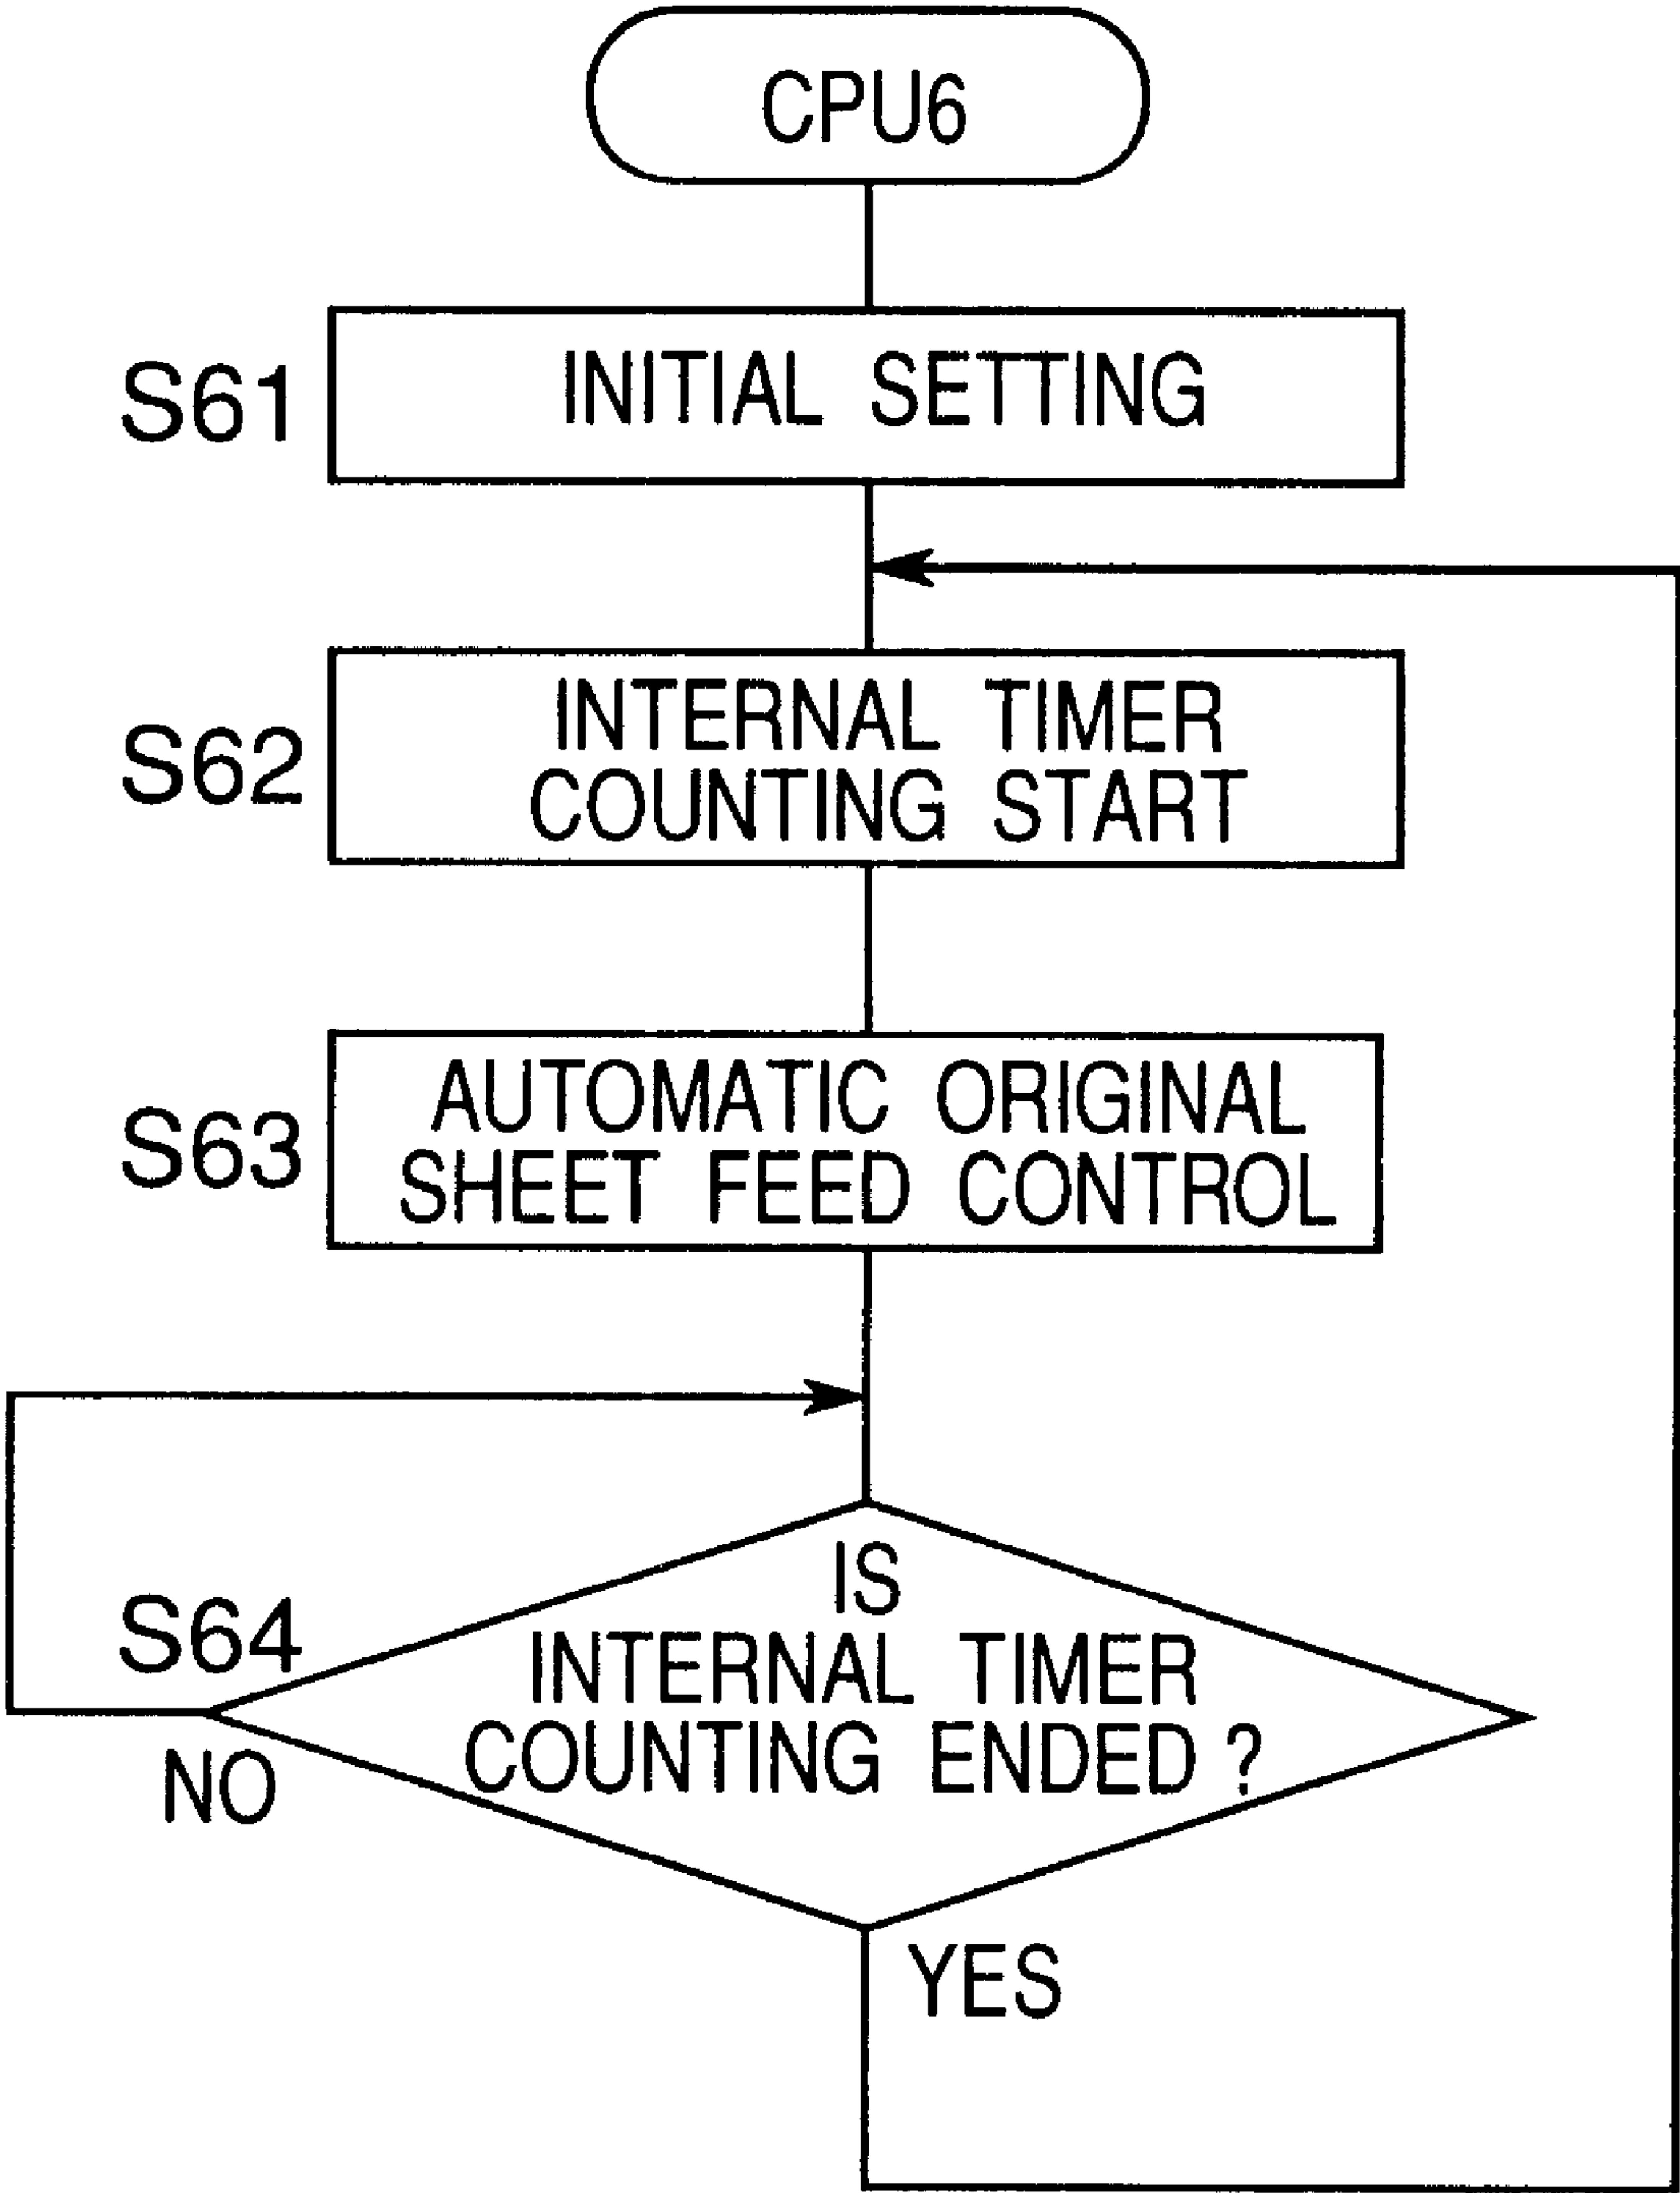 CPU6
S61
INITIAL SETTING
S62
INTERNAL TIMER
COUNTING START
S63
AUTOMATIC ORIGINAL
SHEET FEED CONTROL
S64
IS
INTERNAL TIMER
COUNTING ENDED ?
NO
YES